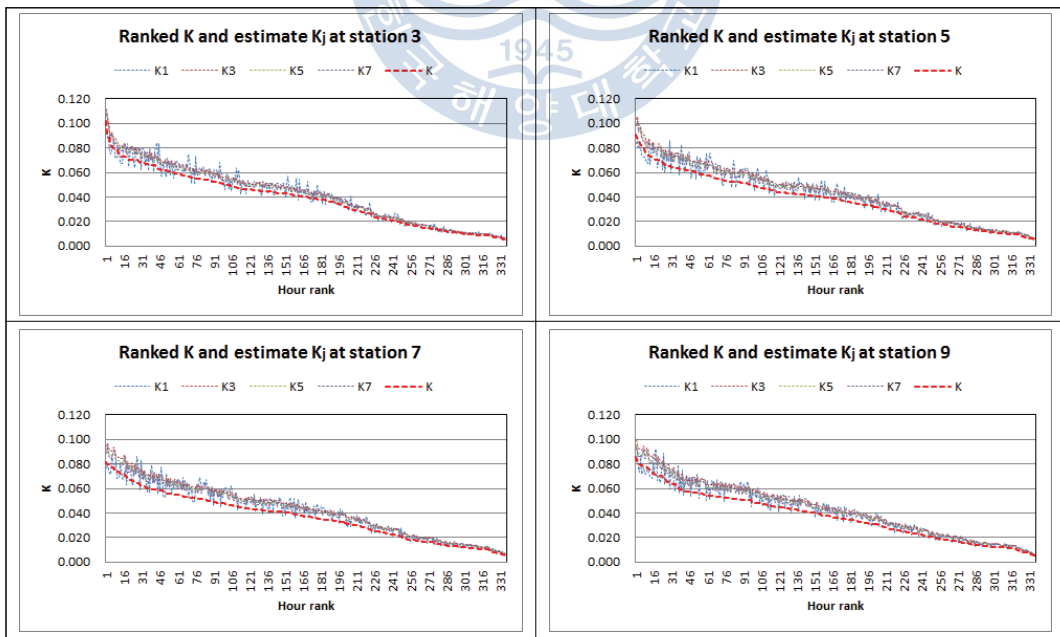 1945
한국해양대학교
Ranked K and estimate Kj at station 3
K1 K3 K5 K7 K
0.120
0.100
0.080
0.060
0.040
0.020
0.000
K
1 16 31 46 61 76 91 106 121 136 151 166 181 196 211 226 241 256 271 286 301 316 331
Hour rank
Ranked K and estimate Kj at station 5
K1 K3 K5 K7 K
0.120
0.100
0.080
0.060
0.040
0.020
0.000
K
1 16 31 46 61 76 91 106 121 136 151 166 181 196 211 226 241 256 271 286 301 316 331
Hour rank
Ranked K and estimate Kj at station 7
K1 K3 K5 K7 K
0.120
0.100
0.080
0.060
0.040
0.020
0.000
K
1 16 31 46 61 76 91 106 121 136 151 166 181 196 211 226 241 256 271 286 301 316 331
Hour rank
Ranked K and estimate Kj at station 9
K1 K3 K5 K7 K
0.120
0.100
0.080
0.060
0.040
0.020
0.000
K
1 16 31 46 61 76 91 106 121 136 151 166 181 196 211 226 241 256 271 286 301 316 331
Hour rank